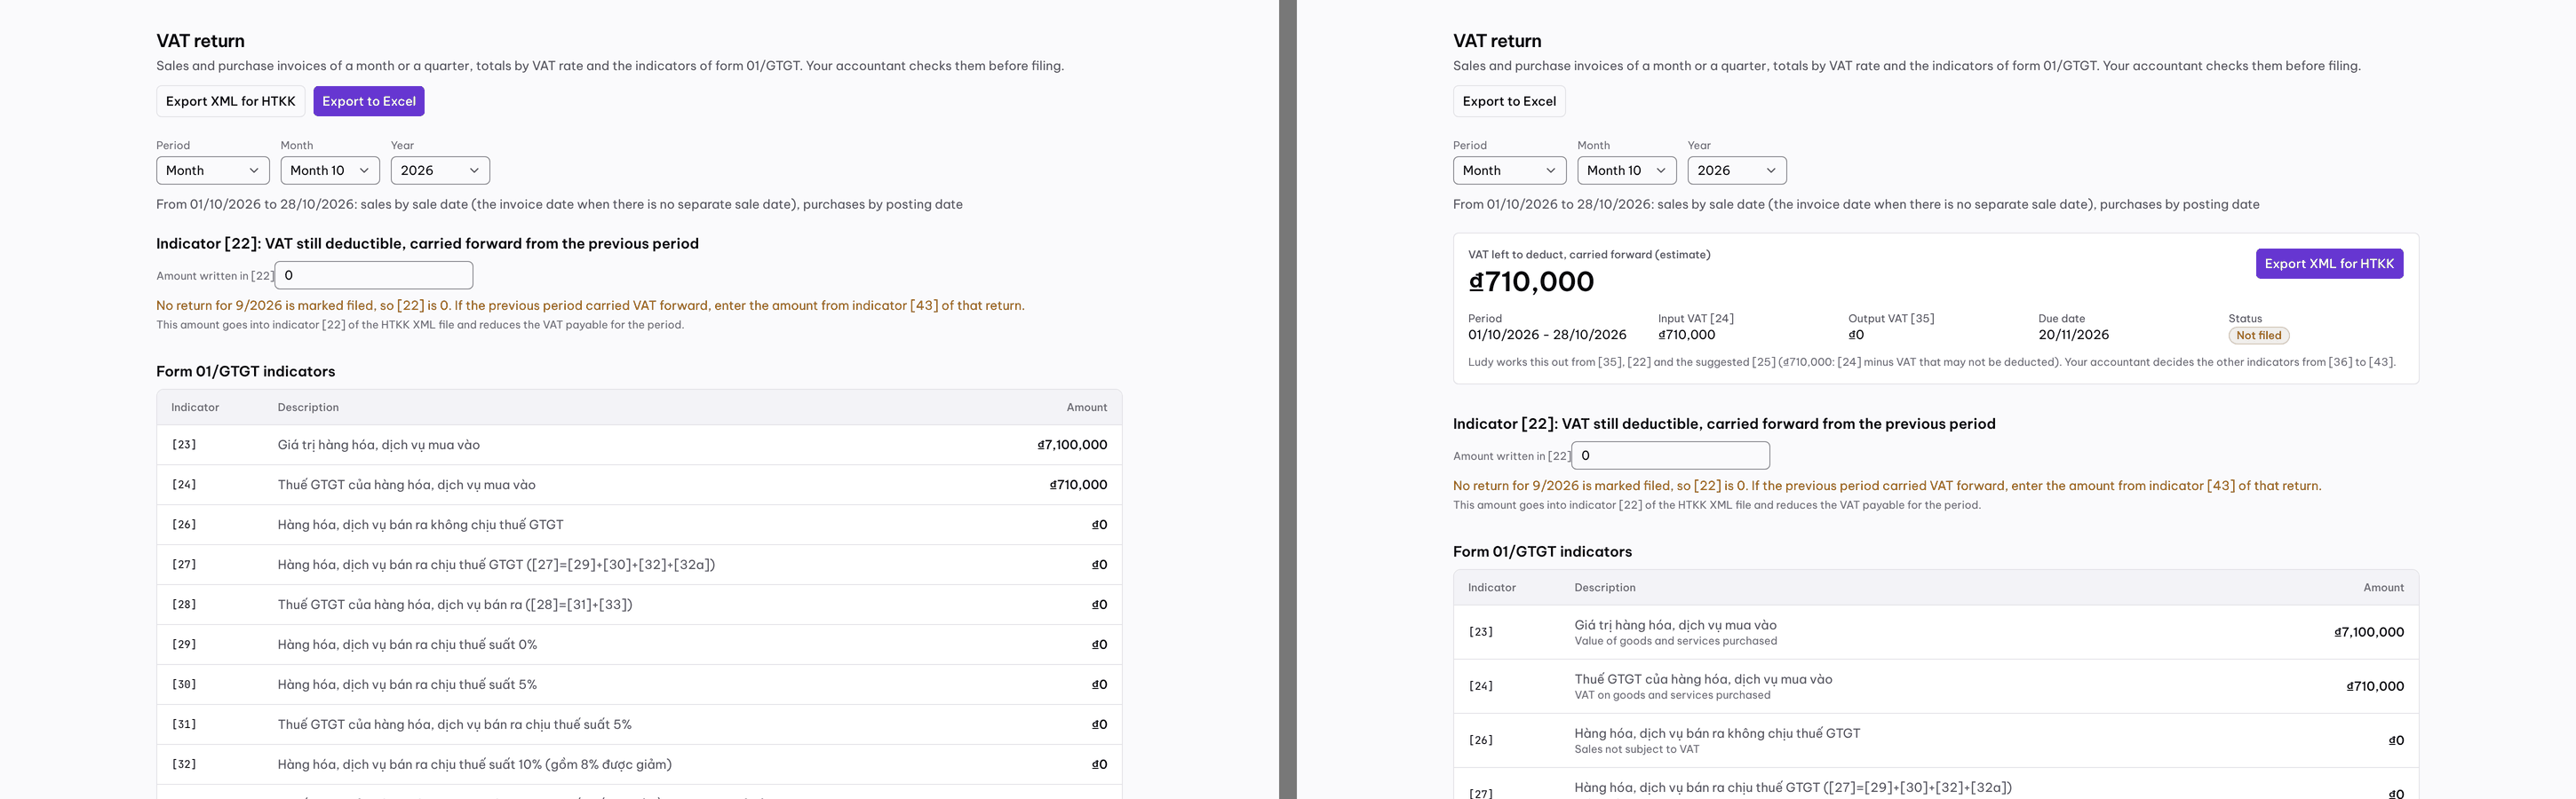 VAT return
Sales and purchase invoices of a month or a quarter, totals by VAT rate and the indicators of form 01/GTGT. Your accountant checks them before filing.
Export XML for HTKK
Export to Excel
Period
Month
Year
Month
Month 10
2026
From 01/10/2026 to 28/10/2026: sales by sale date (the invoice date when there is no separate sale date), purchases by posting date
Indicator [22]: VAT still deductible, carried forward from the previous period
Amount written in [22]
0
No return for 9/2026 is marked filed, so [22] is 0. If the previous period carried VAT forward, enter the amount from indicator [43] of that return.
This amount goes into indicator [22] of the HTKK XML file and reduces the VAT payable for the period.
Form 01/GTGT indicators
Indicator Description Amount
[23] Giá trị hàng hóa, dịch vụ mua vào ₫7,100,000
[24] Thuế GTGT của hàng hóa, dịch vụ mua vào ₫710,000
[26] Hàng hóa, dịch vụ bán ra không chịu thuế GTGT ₫0
[27] Hàng hóa, dịch vụ bán ra chịu thuế GTGT ([27]=[29]+[30]+[32]+[32a]) ₫0
[28] Thuế GTGT của hàng hóa, dịch vụ bán ra ([28]=[31]+[33]) ₫0
[29] Hàng hóa, dịch vụ bán ra chịu thuế suất 0% ₫0
[30] Hàng hóa, dịch vụ bán ra chịu thuế suất 5% ₫0
[31] Thuế GTGT của hàng hóa, dịch vụ bán ra chịu thuế suất 5% ₫0
[32] Hàng hóa, dịch vụ bán ra chịu thuế suất 10% (gồm 8% được giảm) ₫0
VAT return
Sales and purchase invoices of a month or a quarter, totals by VAT rate and the indicators of form 01/GTGT. Your accountant checks them before filing.
Export to Excel
Period
Month
Year
Month
Month 10
2026
From 01/10/2026 to 28/10/2026: sales by sale date (the invoice date when there is no separate sale date), purchases by posting date
VAT left to deduct, carried forward (estimate)
₫710,000
Export XML for HTKK
Period Input VAT [24] Output VAT [35] Due date Status
01/10/2026 - 28/10/2026 ₫710,000 ₫0 20/11/2026 Not filed
Ludy works this out from [35], [22] and the suggested [25] (₫710,000: [24] minus VAT that may not be deducted). Your accountant decides the other indicators from [36] to [43].
Indicator [22]: VAT still deductible, carried forward from the previous period
Amount written in [22]
0
No return for 9/2026 is marked filed, so [22] is 0. If the previous period carried VAT forward, enter the amount from indicator [43] of that return.
This amount goes into indicator [22] of the HTKK XML file and reduces the VAT payable for the period.
Form 01/GTGT indicators
Indicator Description Amount
[23] Giá trị hàng hóa, dịch vụ mua vào ₫7,100,000
Value of goods and services purchased
[24] Thuế GTGT của hàng hóa, dịch vụ mua vào ₫710,000
VAT on goods and services purchased
[26] Hàng hóa, dịch vụ bán ra không chịu thuế GTGT ₫0
Sales not subject to VAT
[27] Hàng hóa, dịch vụ bán ra chịu thuế GTGT ([27]=[29]+[30]+[32]+[32a]) ₫0